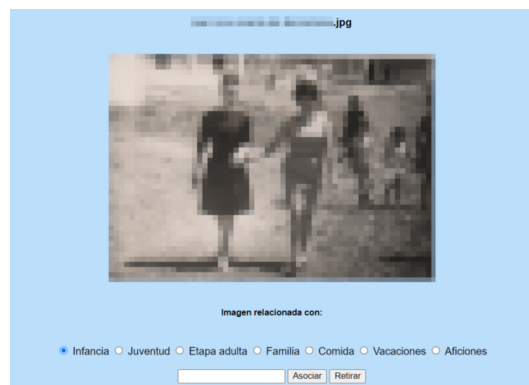 .jpg
Imagen relacionada con:
Infancia Juventud Etapa adulta Familia Comida Vacaciones Aficiones
Asociar Retirar